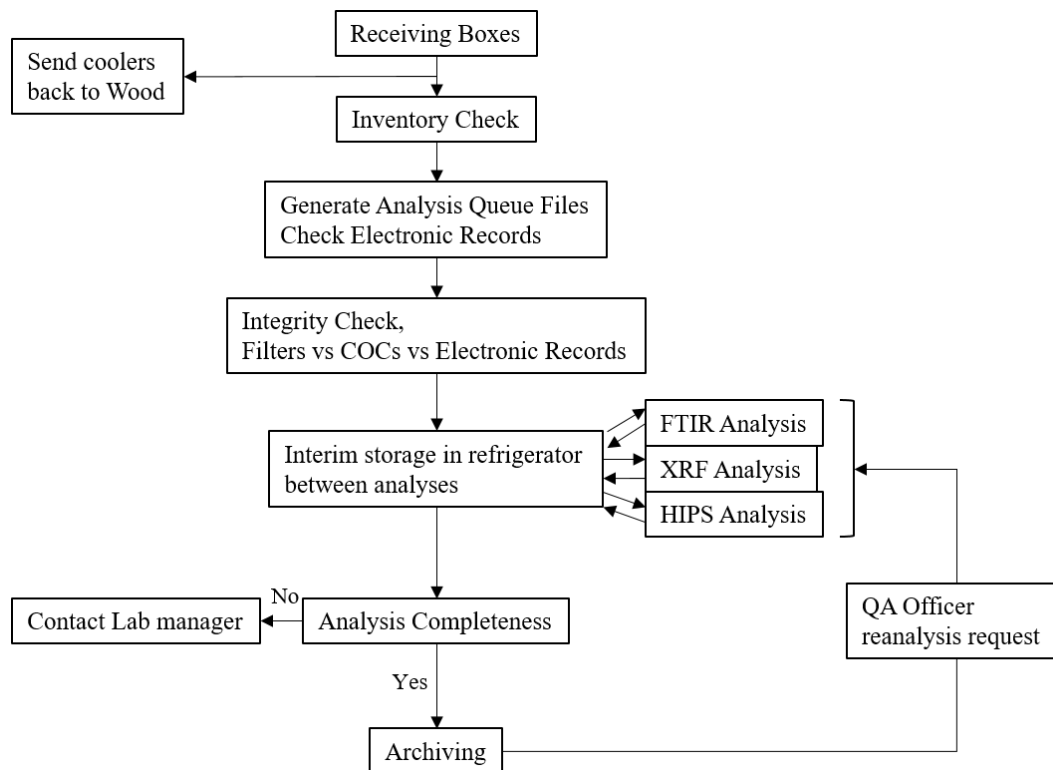 Receiving Boxes
Send coolers
back to Wood
Inventory Check
Generate Analysis Queue Files
Check Electronic Records
Integrity Check,
Filters vs COCs vs Electronic Records
Interim storage in refrigerator
between analyses
FTIR Analysis
XRF Analysis
HIPS Analysis
No
Contact Lab manager
Analysis Completeness
QA Officer
reanalysis request
Yes
Archiving